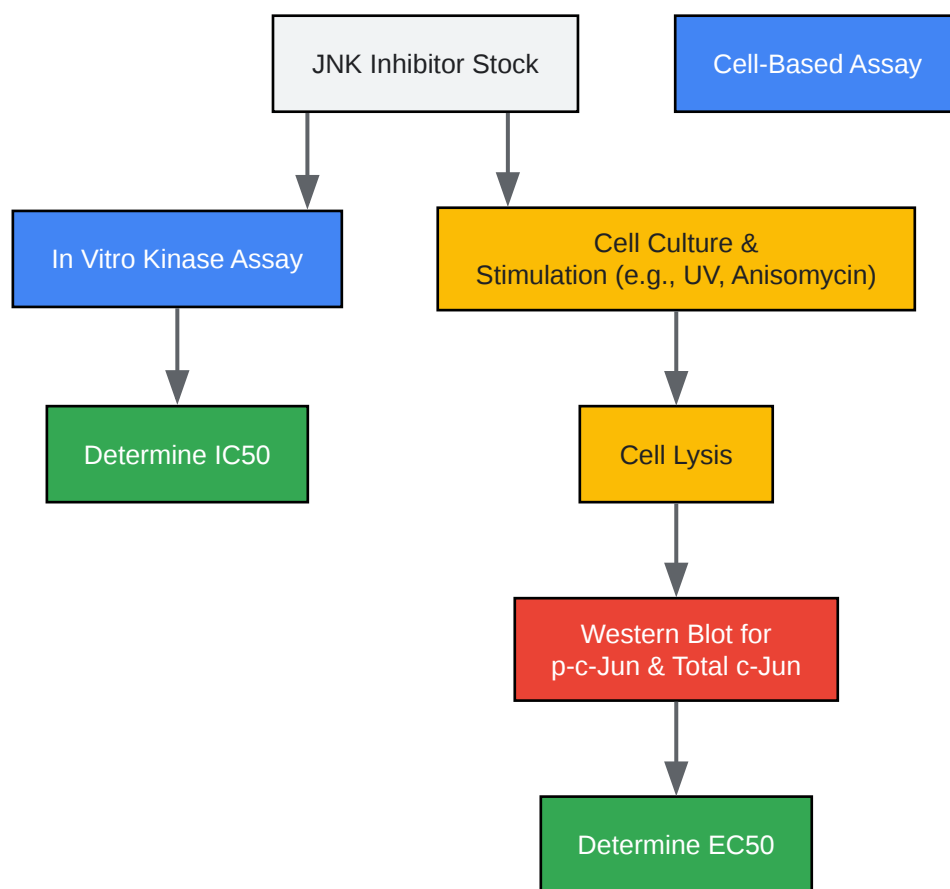 JNK Inhibitor Stock
Cell-Based Assay
In Vitro Kinase Assay
Cell Culture &
Stimulation (e.g., UV, Anisomycin)
Determine IC50
Cell Lysis
Western Blot for
p-c-Jun & Total c-Jun
Determine EC50